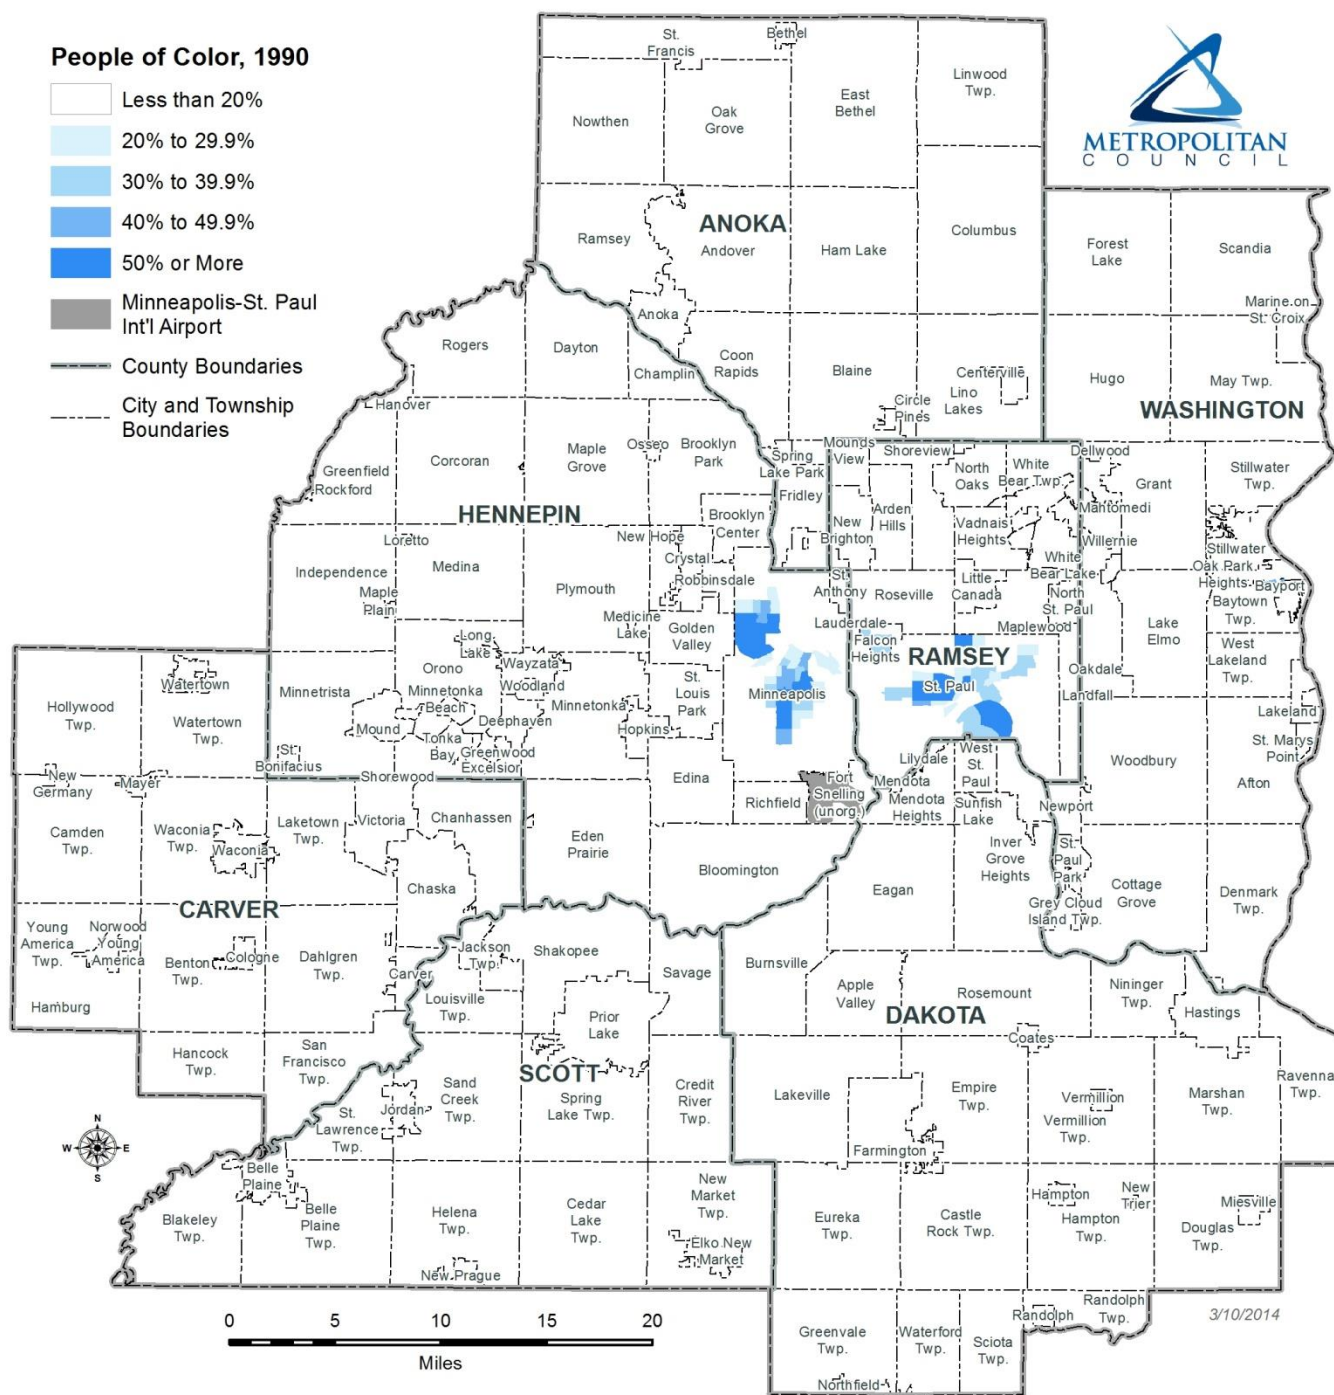 People of Color, 1990
Less than 20%
20% to 29.9%
30% to 39.9%
40% to 49.9%
50% or More
Minneapolis-St. Paul
Int'l Airport
County Boundaries
City and Township
Boundaries
METROPOLITAN
COUNCIL
St.
Francis
Bethel
Linwood
Twp.
Nowthen
Oak
Grove
East
Bethel
ANOKA
Ramsey
Andover
Ham Lake
Columbus
Forest
Lake
Scandia
Marine on
St. Croix
Anoka
Rogers
Dayton
Champlin
Coon
Rapids
Blaine
Centerville
Lino
Lakes
Circle
Pines
Hugo
May Twp.
WASHINGTON
Hanover
Corcoran
Maple
Grove
Osseo
Brooklyn
Park
Spring
Lake Park
Mounds
View
Shoreview
North
Oaks
White
Bear Twp.
Dellwood
Grant
Stillwater
Twp.
Greenfield
Rockford
HENNEPIN
Fridley
Brooklyn
Center
New
Brighton
Arden
Hills
Vadnais
Heights
Mahtomedi
Willernie
White
Bear Lake
Stillwater
Oak Park
Heights
Bayport
Baytown
Twp.
Loretto
Independence
Medina
Maple
Plain
Plymouth
New Hope
Crystal
Robbinsdale
Medicine
Lake
Golden
Valley
St.
Anthony
Lauderdale
Roseville
Falcon
Heights
Little
Canada
North
St. Paul
Maplewood
Lake
Elmo
West
Lakeland
Twp.
RAMSEY
St. Paul
Oakdale
Landfall
Lakeland
St. Marys
Point
Long
Lake
Orono
Wayzata
Woodland
Minnetonka
Beach
Minnetonka
Deephaven
Minnetrista
Mound
Tonka
Bay
Greenwood
Excelsior
Shorewood
St.
Bonifacius
Hopkins
St.
Louis
Park
Minneapolis
Edina
Richfield
Fort
Snelling
(unorg.)
Lilydale
Mendota
Mendota
Heights
West
St.
Paul
Sunfish
Lake
Newport
Woodbury
Afton
Hollywood
Twp.
Watertown
Watertown
Twp.
New
Germany
Mayer
Camden
Twp.
Waconia
Twp.
Waconia
Laketown
Twp.
Victoria
Chanhassen
Chaska
Eden
Prairie
Bloomington
Eagan
Inver
Grove
Heights
St.
Paul
Park
Grey Cloud
Island Twp.
Cottage
Grove
Denmark
Twp.
CARVER
Young
America
Twp.
Norwood
Young
America
Hamburg
Benton
Twp.
Cologne
Dahlgren
Twp.
Carver
Jackson
Twp.
Louisville
Twp.
Shakopee
Savage
Prior
Lake
Burnsville
Apple
Valley
Rosemount
DAKOTA
Nininger
Twp.
Hastings
Coates
Hancock
Twp.
San
Francisco
Twp.
SCOTT
St.
Lawrence
Twp.
Jordan
Sand
Creek
Twp.
Spring
Lake Twp.
Credit
River
Twp.
Lakeville
Farmington
Empire
Twp.
Vermillion
Vermillion
Twp.
Marshan
Twp.
Ravenna
Twp.
N
W E
S
Belle
Plaine
Blakeley
Twp.
Belle
Plaine
Twp.
Helena
Twp.
New Prague
Cedar
Lake
Twp.
New
Market
Twp.
Elko New
Market
Eureka
Twp.
Castle
Rock Twp.
Hampton
Hampton
Twp.
New
Trier
Miesville
Douglas
Twp.
Greenvale
Twp.
Waterford
Twp.
Sciota
Twp.
Randolph
Randolph
Twp.
Northfield
0 5 10 15 20
Miles
3/10/2014